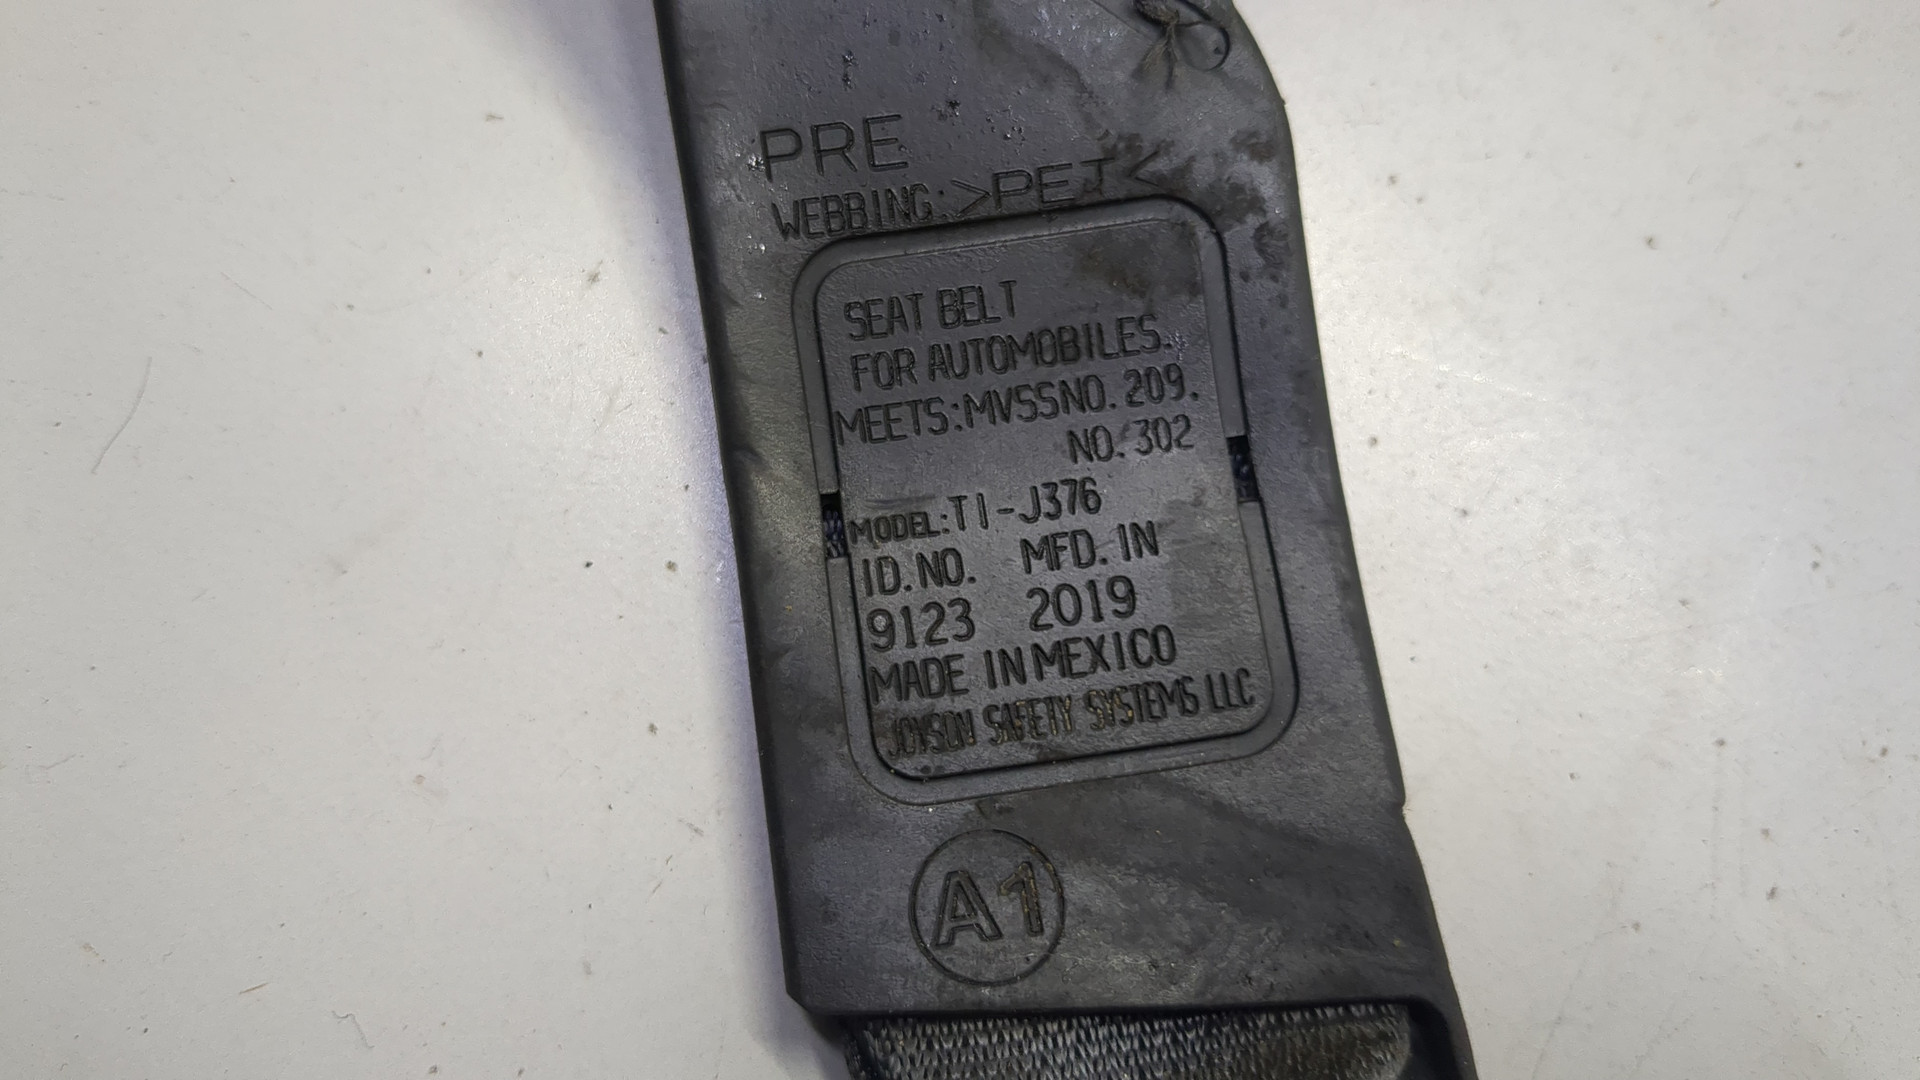 PRE
WEBBING: >PET<
SEAT BELT
FOR AUTOMOBILES.
MEETS:MVSSNO. 209.
NO. 302
MODEL:TI-J376
ID.NO. MFD. IN
9123 2019
MADE IN MEXICO
JOYSON SAFETY SYSTEMS LLC
A1